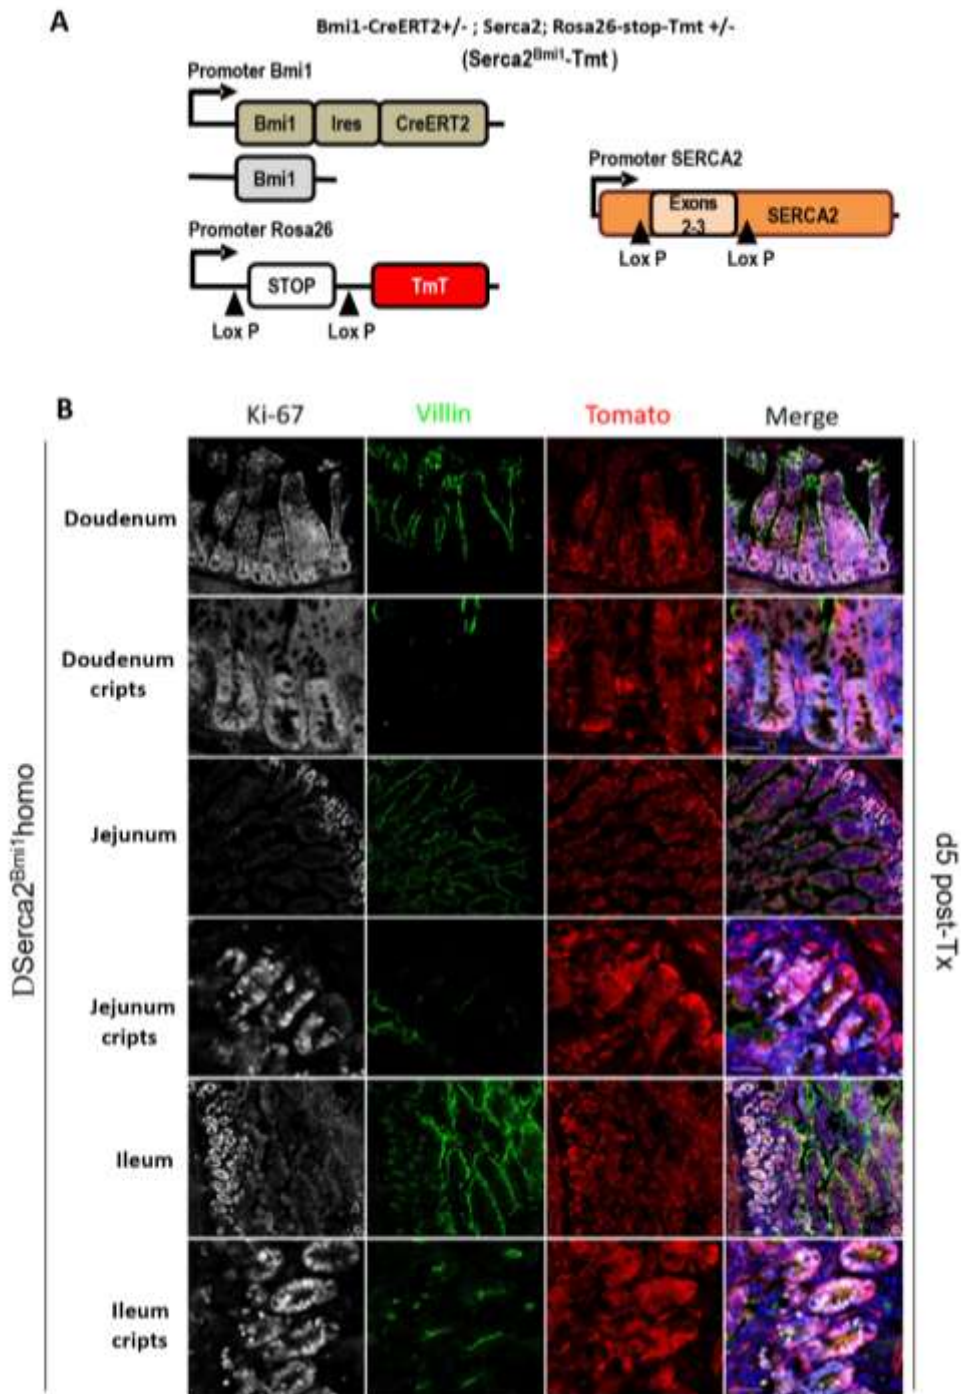 A
Bmi1-CreERT2+/- ; Serca2; Rosa26-stop-Tmt +/-
(Serca2Bmi1-Tmt)
Promoter Bmi1
Bmi1 Ires CreERT2
Bmi1
Promoter SERCA2
Exons
2-3
SERCA2
Lox P Lox P
Promoter Rosa26
STOP TmT
Lox P Lox P
B
Ki-67 Villin Tomato Merge
Doudenum
Doudenum
cripts
Jejunum
Jejunum
cripts
Ileum
Ileum
cripts
DSerca2Bmi1homo
d5 post-Tx